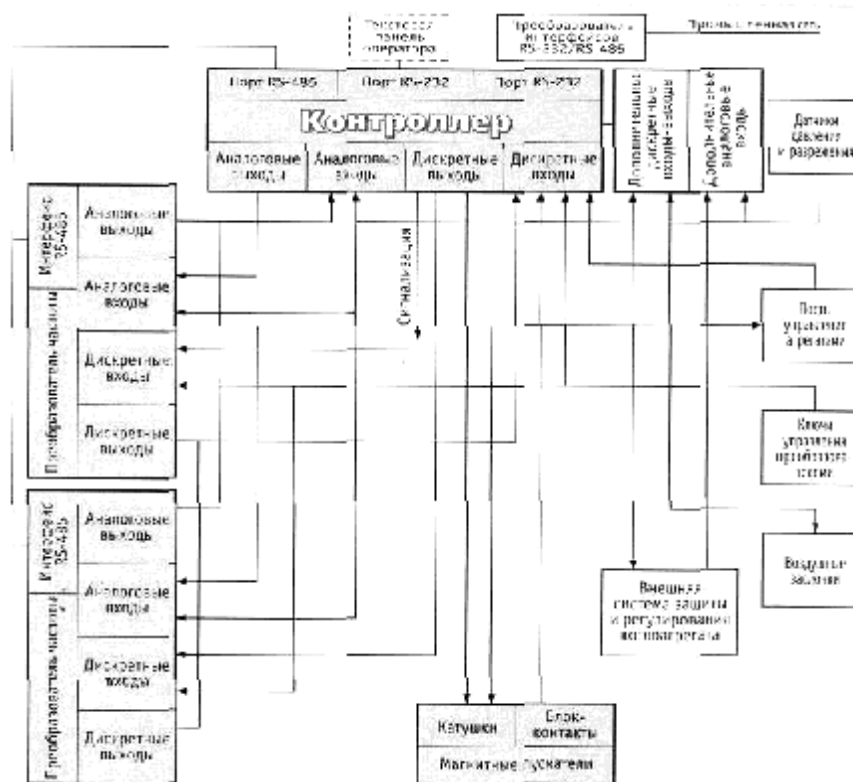 панель
оператора
Преобразователь
интерфейсов
RS-232/RS 485
Порт RS-485
Порт RS-232
Порт RS-232
Контроллер
Аналоговые
выходы
Аналоговые
входы
Дискретные
выходы
Дискретные
входы
Дополнительные
дискретные
входы-выходы
Дополнительные
аналоговые
входы
Датчики
давления
и разрежения
Интерфейс
RS-485
Преобразователь частоты
Аналоговые
выходы
Аналоговые
входы
Дискретные
входы
Дискретные
выходы
Сигнализация
управления
Ключи
управления
Воздушные
заслонки
Внешняя
система защиты
и регулирования
котлоагрегата
Интерфейс
RS-485
Преобразователь частоты
Аналоговые
выходы
Аналоговые
входы
Дискретные
входы
Дискретные
выходы
Катушки
Блок-
контакты
Магнитные пускатели